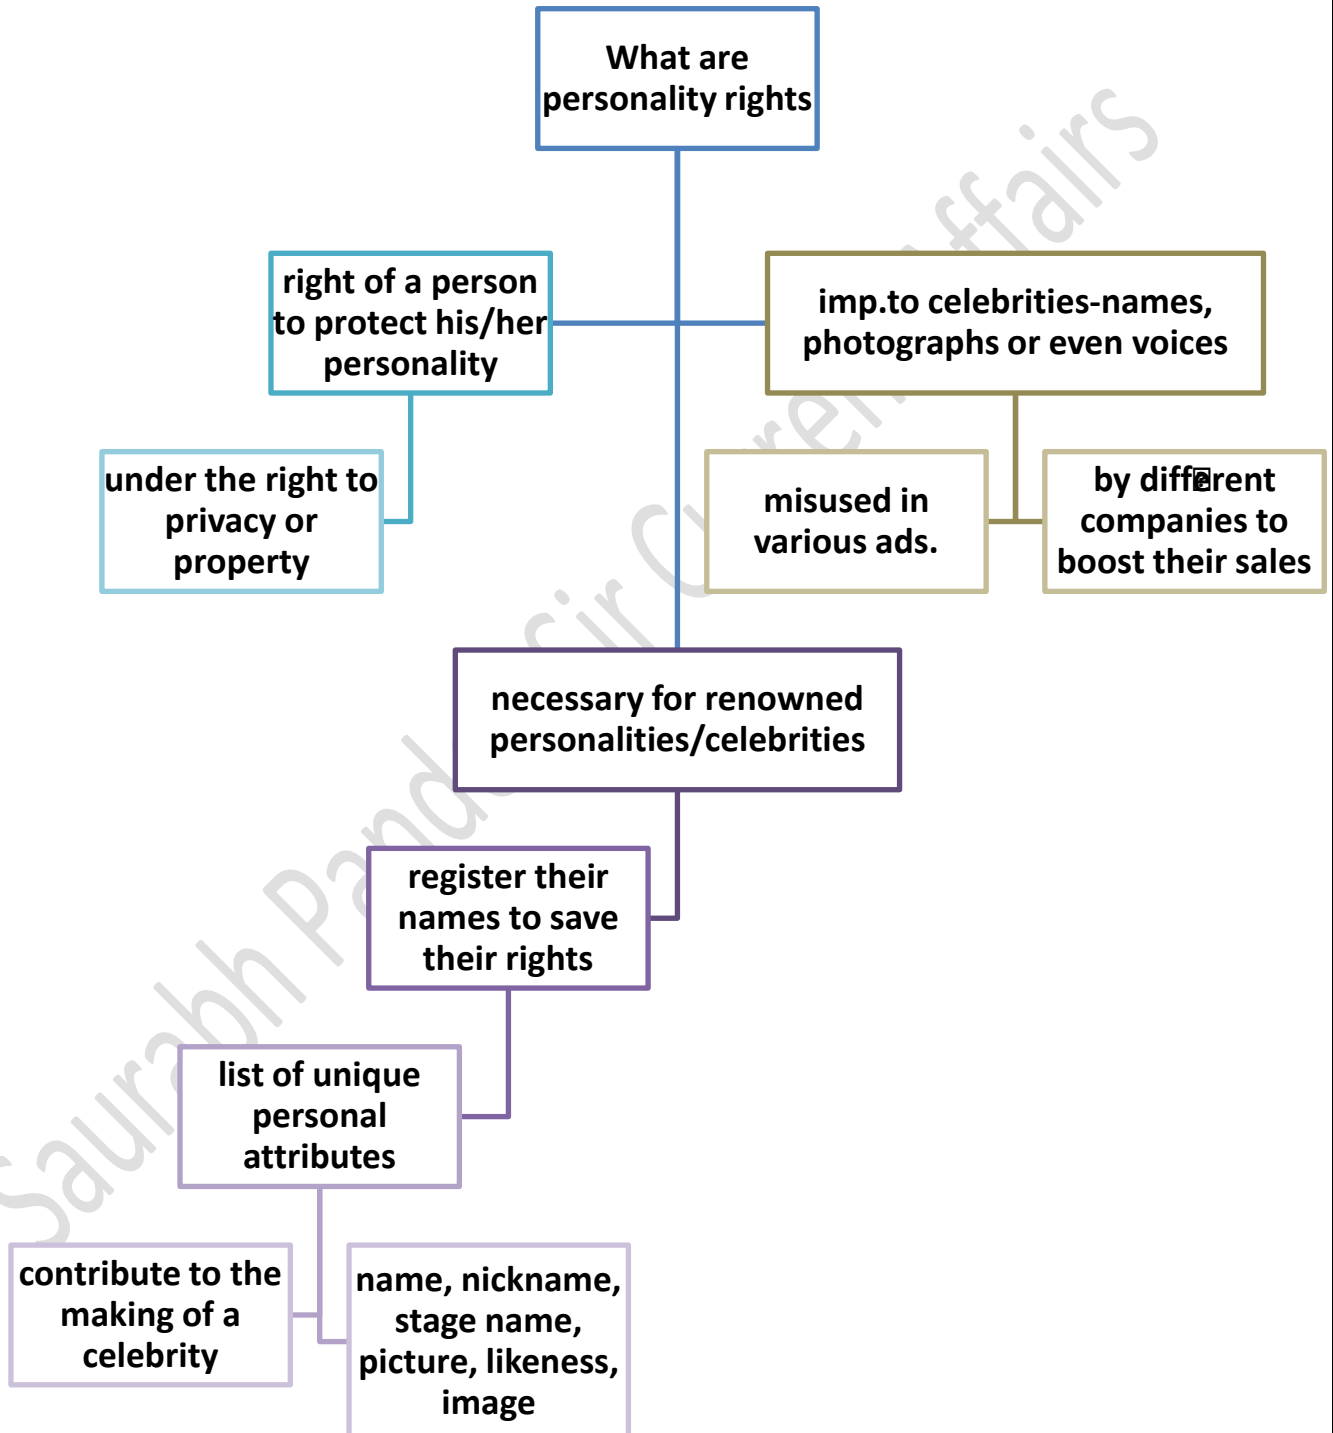 What are
personality rights
right of a person
to protect his/her
personality
imp.to celebrities-names,
photographs or even voices
under the right to
privacy or
property
misused in
various ads.
by different
companies to
boost their sales
necessary for renowned
personalities/celebrities
register their
names to save
their rights
list of unique
personal
attributes
contribute to the
making of a
celebrity
name, nickname,
stage name,
picture, likeness,
image